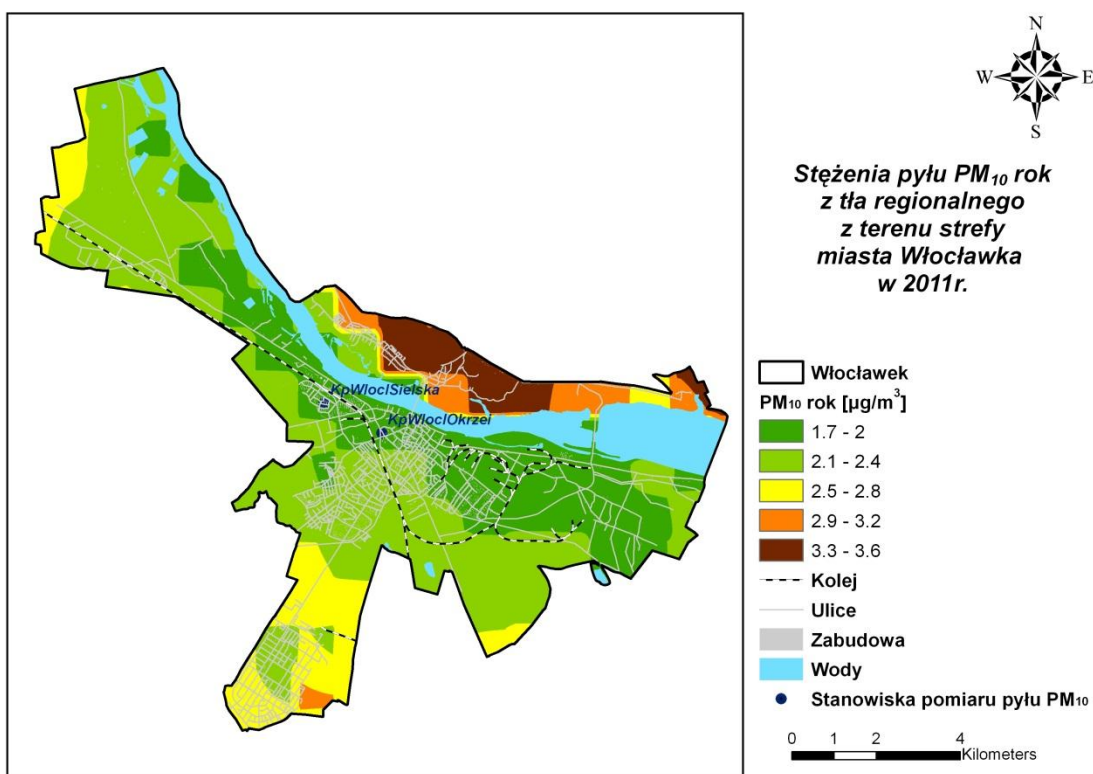 N
W E
S
Stężenia pyłu PM10 rok
z tła regionalnego
z terenu strefy
miasta Włocławka
w 2011r.
KpWloclSielska
KpWloclOkrzei
Włocławek
PM10 rok [µg/m3]
1.7 - 2
2.1 - 2.4
2.5 - 2.8
2.9 - 3.2
3.3 - 3.6
Kolej
Ulice
Zabudowa
Wody
Stanowiska pomiaru pyłu PM10
0 1 2 4
Kilometers